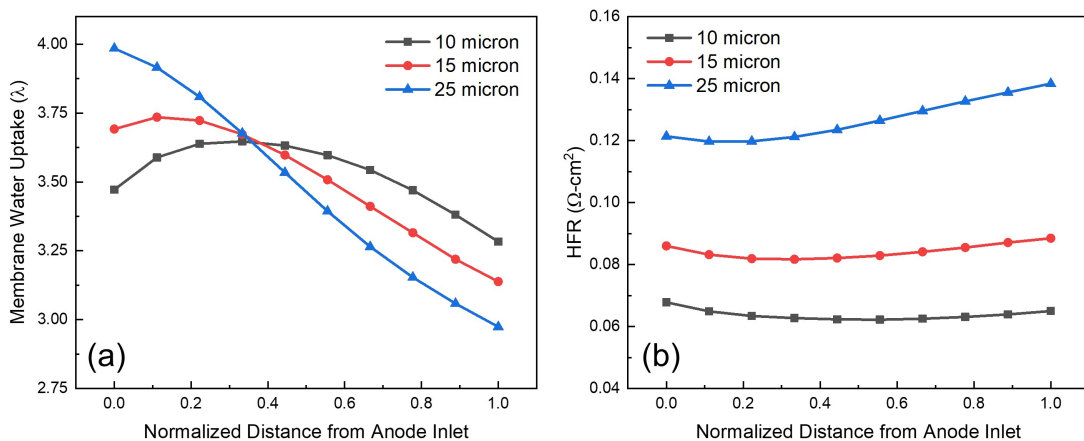 4.00
3.75
3.50
3.25
3.00
2.75
Membrane Water Uptake (λ)
10 micron
15 micron
25 micron
(a)
0.0 0.2 0.4 0.6 0.8 1.0
Normalized Distance from Anode Inlet
0.16
0.14
0.12
0.10
0.08
0.06
0.04
HFR (Ω-cm²)
10 micron
15 micron
25 micron
(b)
0.0 0.2 0.4 0.6 0.8 1.0
Normalized Distance from Anode Inlet